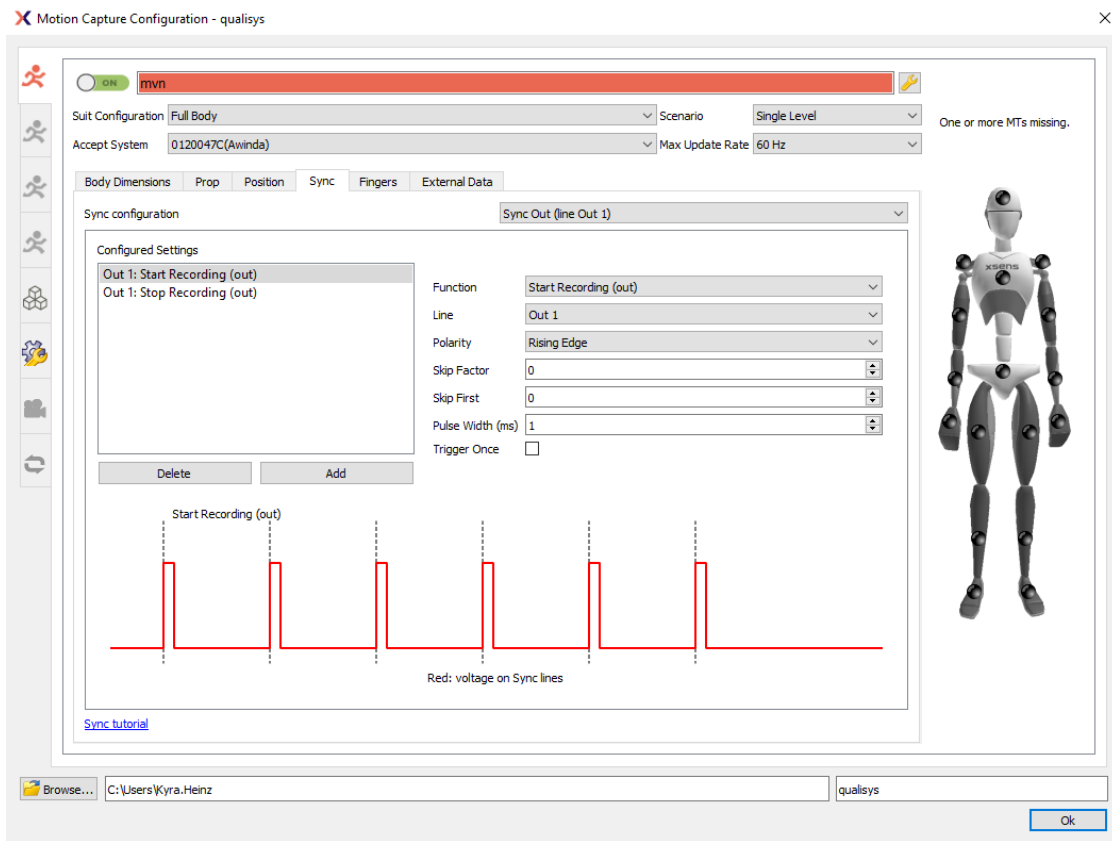 Motion Capture Configuration - qualisys
ON
mvn
Suit Configuration Full Body Scenario Single Level
One or more MTs missing.
Accept System 0120047C(Awinda) Max Update Rate 60 Hz
Body Dimensions Prop Position Sync Fingers External Data
Sync configuration Sync Out (line Out 1)
Configured Settings
Out 1: Start Recording (out)
Out 1: Stop Recording (out)
Function Start Recording (out)
Line Out 1
Polarity Rising Edge
Skip Factor 0
Skip First 0
Pulse Width (ms) 1
Trigger Once
Delete Add
Start Recording (out)
Red: voltage on Sync lines
Sync tutorial
xsens
Browse... C:\Users\Kyra.Heinz qualisys
Ok